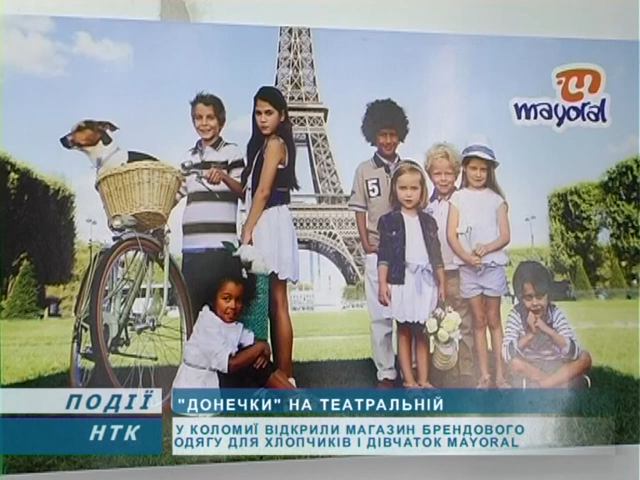 mayoral
5
ПОДІЇ
НТК
"ДОНЕЧКИ" НА ТЕАТРАЛЬНІЙ
У КОЛОМИЇ ВІДКРИЛИ МАГАЗИН БРЕНДОВОГО
ОДЯГУ ДЛЯ ХЛОПЧИКІВ І ДІВЧАТОК MAYORAL